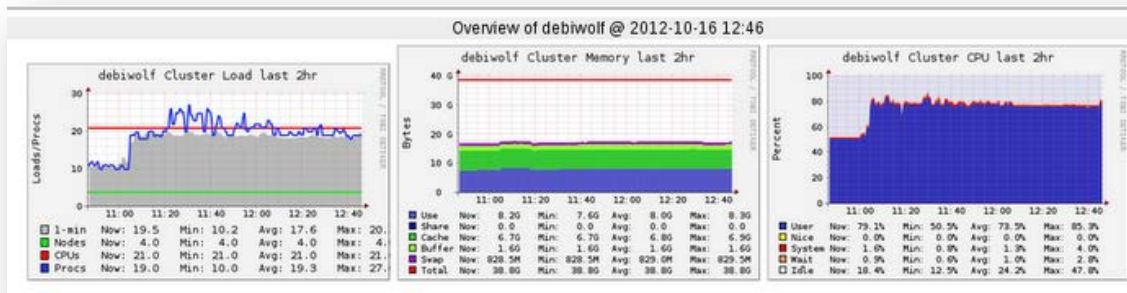 Overview of debiwolf @ 2012-10-16 12:46
debiwolf Cluster Load last 2hr
Loads/Procs
30
20
10
0
11:00 11:20 11:40 12:00 12:20 12:40
1-min Now: 19.5 Min: 10.2 Avg: 17.6 Max: 20.
Nodes Now: 4.0 Min: 4.0 Avg: 4.0 Max: 4.
CPUs Now: 21.0 Min: 21.0 Avg: 21.0 Max: 21.
Procs Now: 19.0 Min: 10.0 Avg: 19.3 Max: 27.
debiwolf Cluster Memory last 2hr
Bytes
40 G
30 G
20 G
10 G
0
11:00 11:20 11:40 12:00 12:20 12:40
Use Now: 8.2G Min: 7.6G Avg: 8.0G Max: 8.3G
Share Now: 0.0 Min: 0.0 Avg: 0.0 Max: 0.0
Cache Now: 6.7G Min: 6.7G Avg: 6.8G Max: 6.9G
Buffer Now: 1.6G Min: 1.6G Avg: 1.6G Max: 1.6G
Swap Now: 828.5M Min: 828.5M Avg: 829.0M Max: 829.5M
Total Now: 38.8G Min: 38.8G Avg: 38.8G Max: 38.8G
debiwolf Cluster CPU last 2hr
Percent
100
80
60
40
20
0
11:00 11:20 11:40 12:00 12:20 12:40
User Now: 79.1% Min: 50.5% Avg: 73.5% Max: 85.3%
Nice Now: 0.0% Min: 0.0% Avg: 0.0% Max: 0.0%
System Now: 1.6% Min: 0.8% Avg: 1.3% Max: 4.0%
Wait Now: 0.9% Min: 0.6% Avg: 1.0% Max: 2.8%
Idle Now: 18.4% Min: 12.5% Avg: 24.2% Max: 47.8%
RRDTOOL / TOBI OETIKER
RRDTOOL / TOBI OETIKER
RRDTOOL / TOBI OETIKER